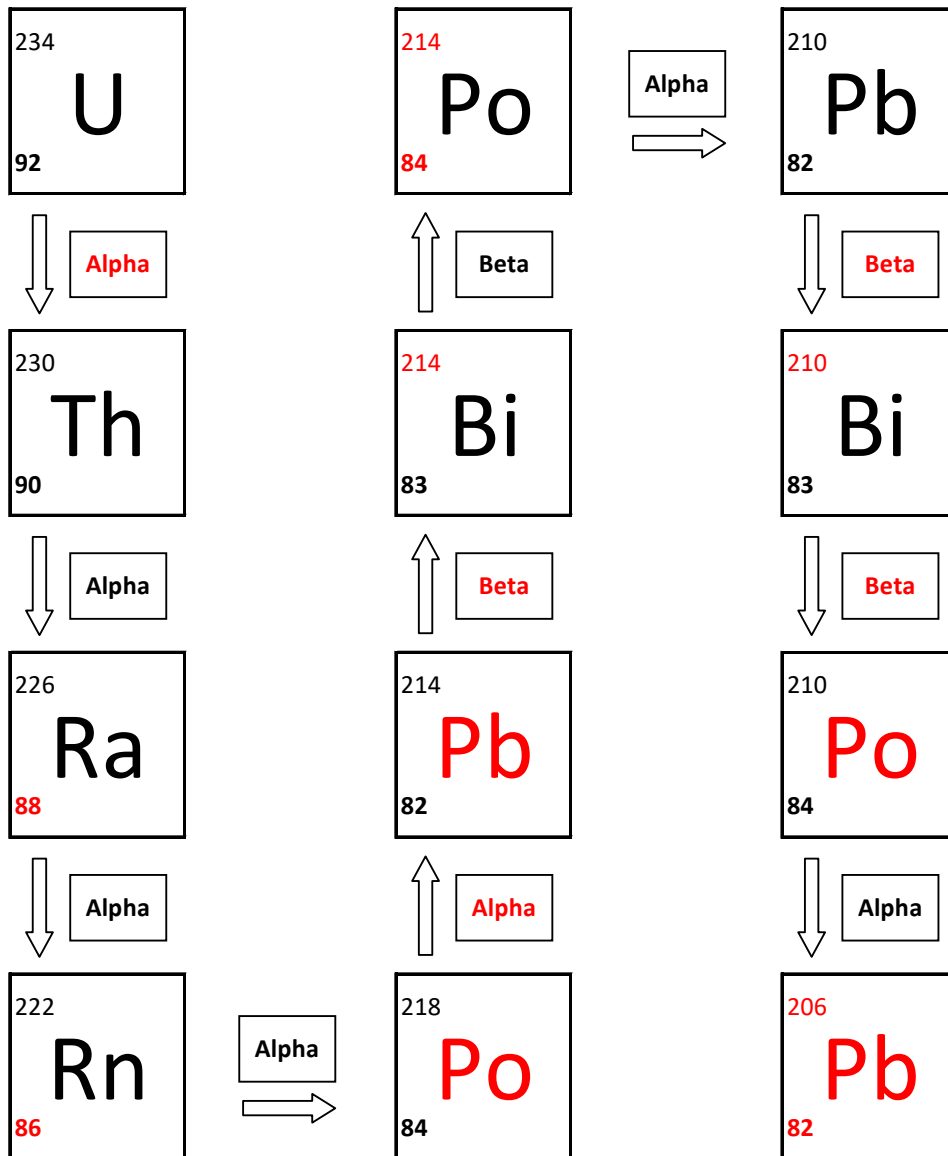 234
U
92
Alpha
230
Th
90
Alpha
226
Ra
88
Alpha
222
Rn
86
Alpha
218
Po
84
Alpha
214
Pb
82
Beta
214
Bi
83
Beta
214
Po
84
Alpha
210
Pb
82
Beta
210
Bi
83
Beta
210
Po
84
Alpha
206
Pb
82